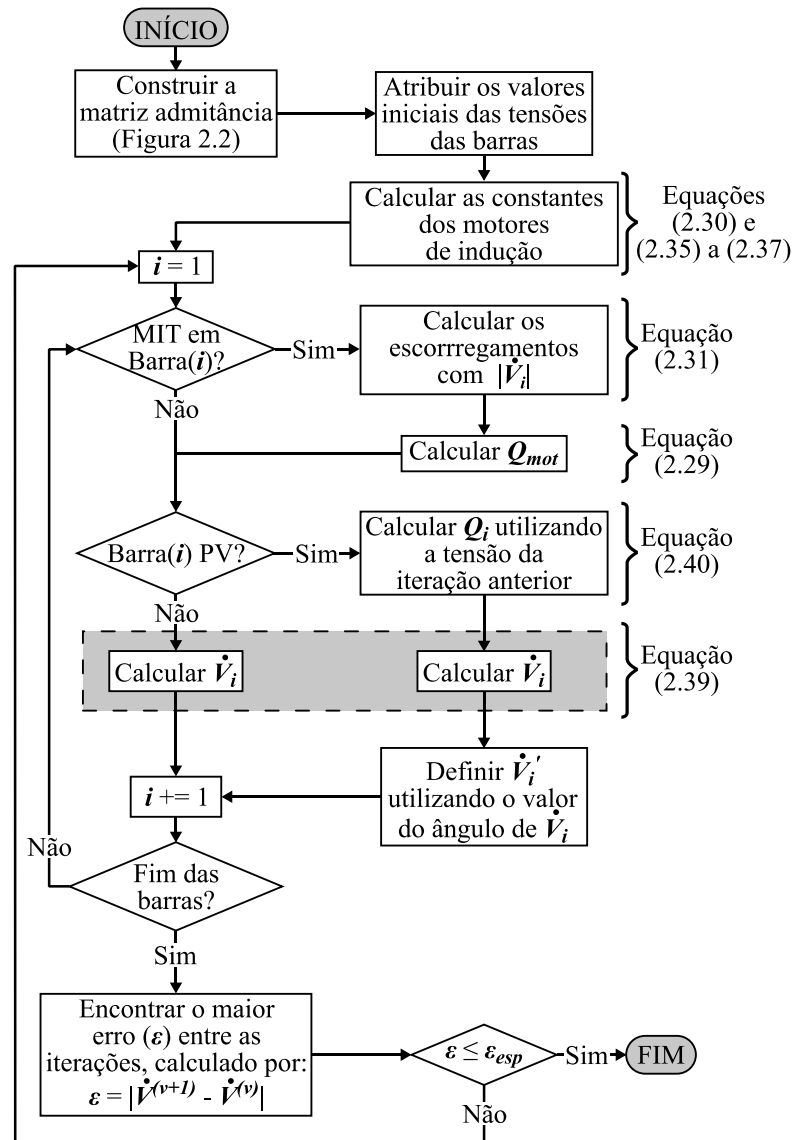 INÍCIO
Construir a
matriz admitância
(Figura 2.2)
Atribuir os valores
iniciais das tensões
das barras
Calcular as constantes
dos motores
de indução
Equações
(2.30) e
(2.35) a (2.37)
i = 1
MIT em
Barra(i)?
Sim
Não
Calcular os
escorrregamentos
com |V̇i|
Equação
(2.31)
Calcular Qmot
Equação
(2.29)
Barra(i) PV?
Sim
Não
Calcular Qi utilizando
a tensão da
iteração anterior
Equação
(2.40)
Calcular V̇i
Calcular V̇i
Equação
(2.39)
Definir V̇i'
utilizando o valor
do ângulo de V̇i
i += 1
Fim das
barras?
Não
Sim
Encontrar o maior
erro (ε) entre as
iterações, calculado por:
ε = |V̇(v+1) - V̇(v)|
ε ≤ εesp
Sim
FIM
Não